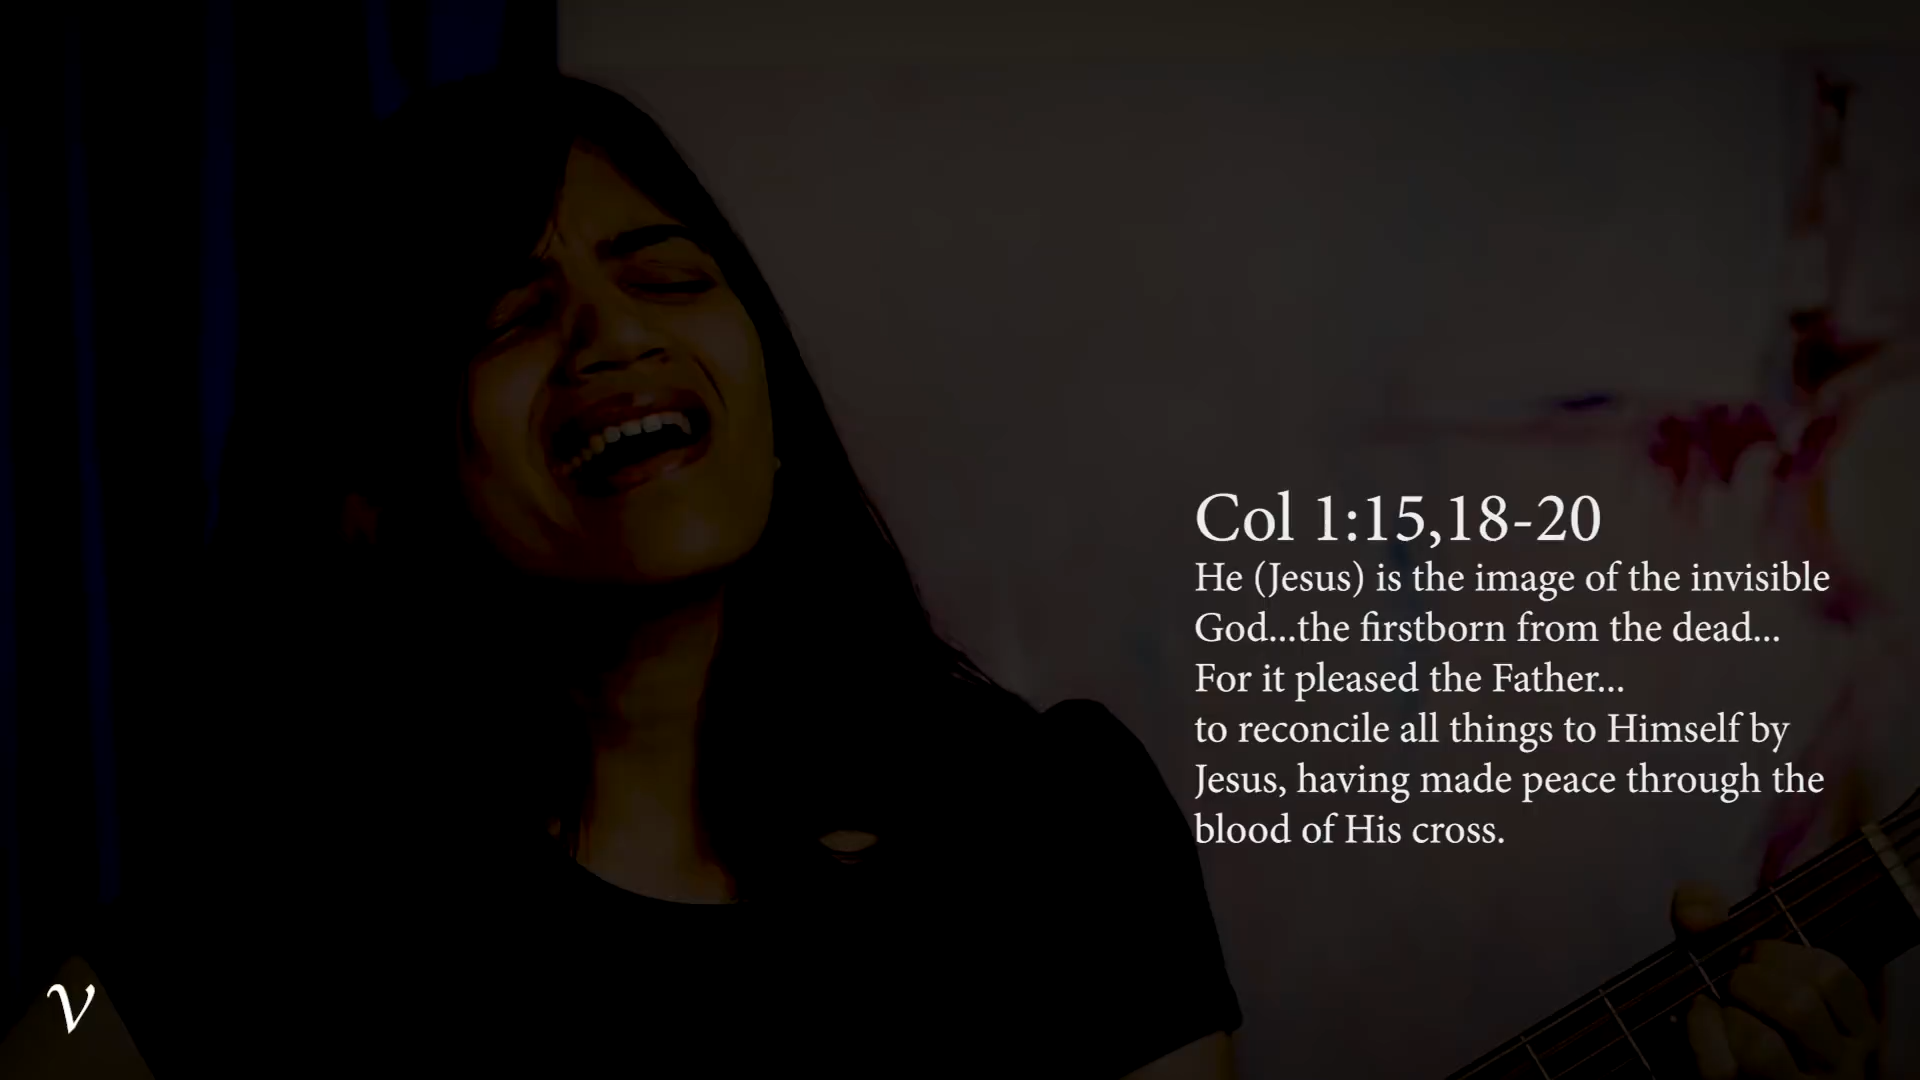 Col 1:15,18-20
He (Jesus) is the image of the invisible
God...the firstborn from the dead...
For it pleased the Father...
to reconcile all things to Himself by
Jesus, having made peace through the
blood of His cross.
v